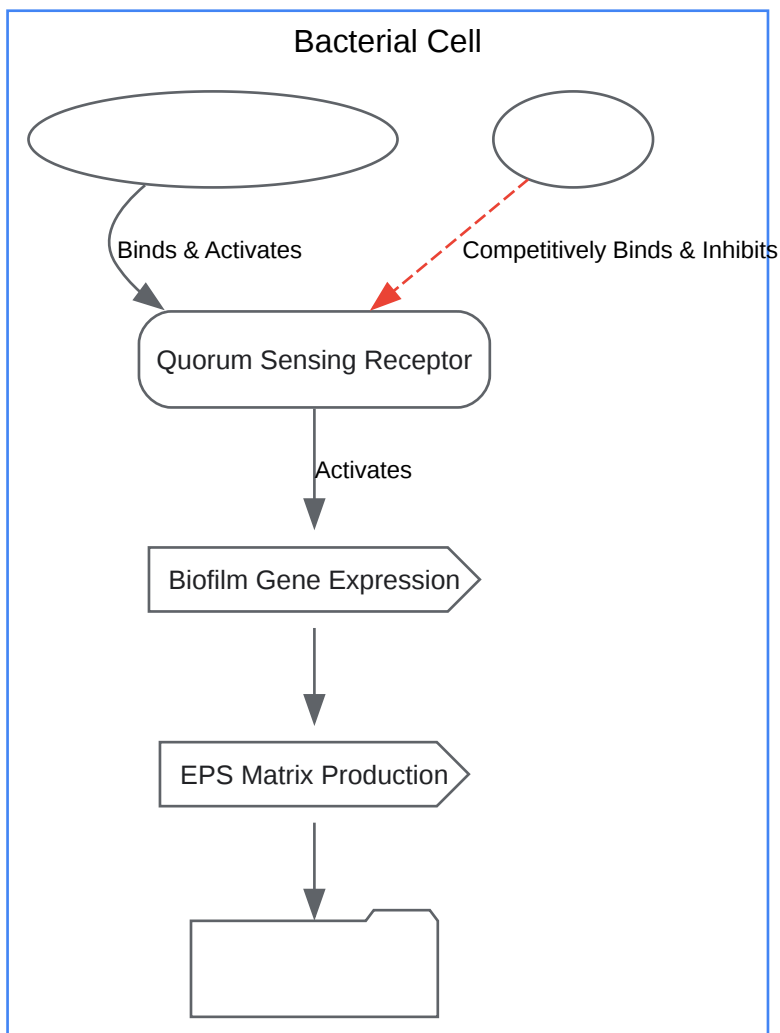 Bacterial Cell
Binds & Activates
Competitively Binds & Inhibits
Quorum Sensing Receptor
Activates
Biofilm Gene Expression
EPS Matrix Production